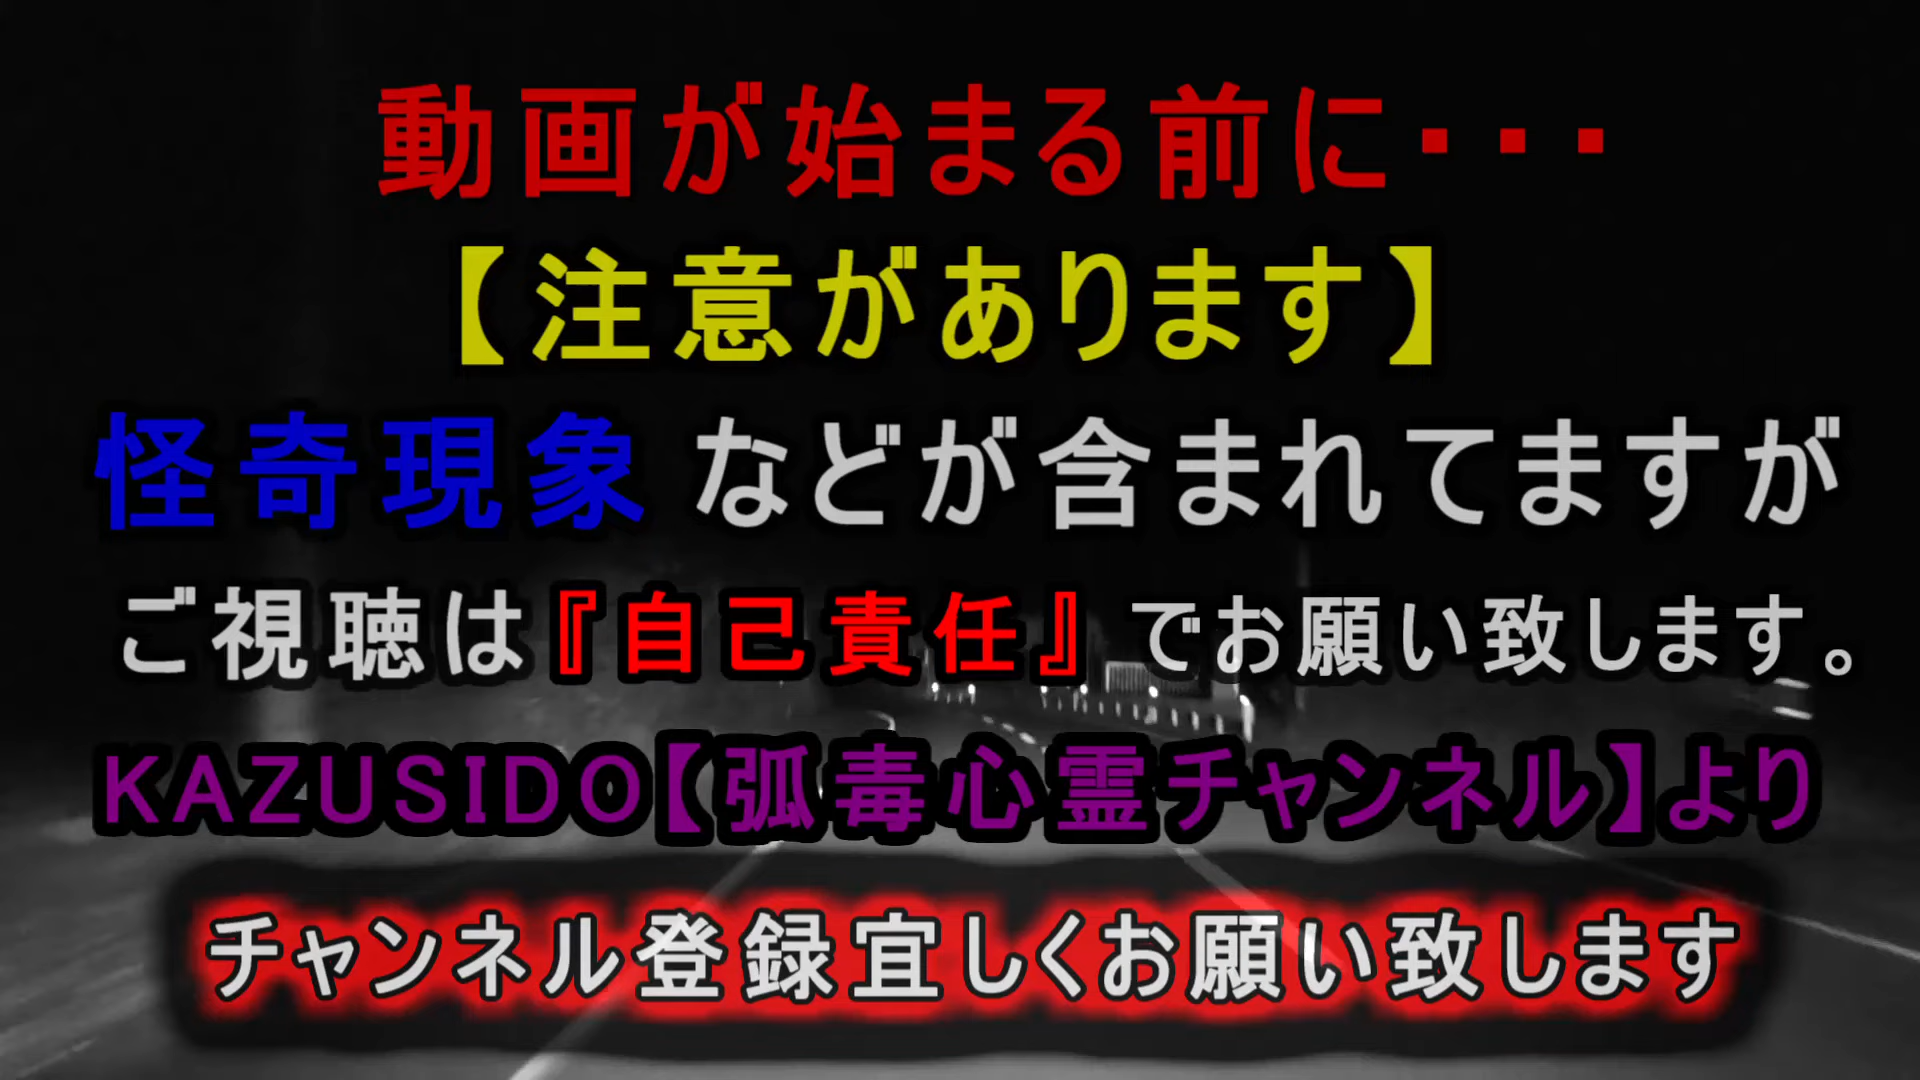 動画が始まる前に・・・
【注意があります】
怪奇現象 などが含まれてますが
ご視聴は『自己責任』でお願い致します。
KAZUSIDO【弧毒心霊チャンネル】より
チャンネル登録宜しくお願い致します